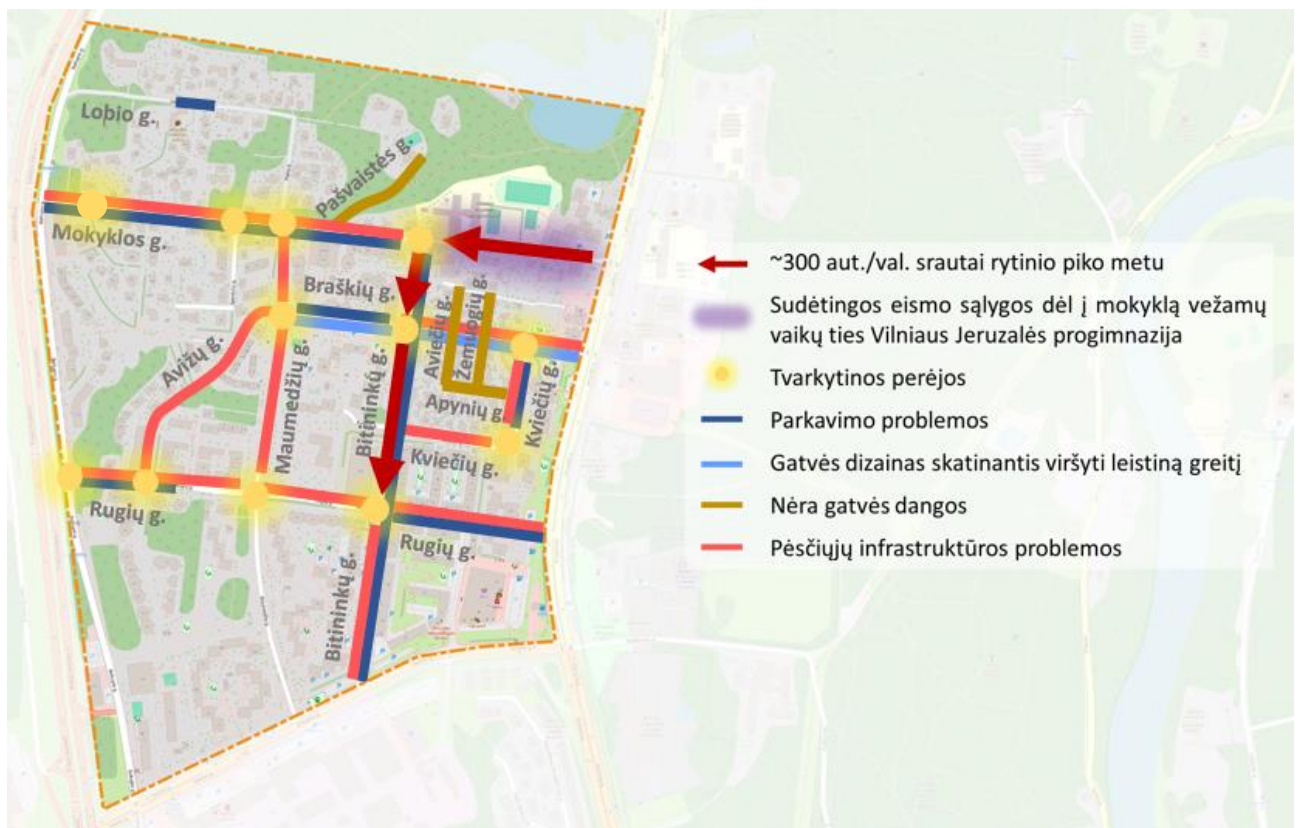 Lobio g.
Pašvaistės g.
Mokyklos g.
Braškių g.
Aviečių g.
Žemuogių g.
Avižų g.
Maumedžių g.
Bitininkų g.
Apynių g.
Kviečių g.
Kviečių g.
Rugių g.
Rugių g.
Bitininkų g.
~300 aut./val. srautai rytinio piko metu
Sudėtingos eismo sąlygos dėl į mokyklą vežamų
vaikų ties Vilniaus Jeruzalės progimnazija
Tvarkytinos perėjos
Parkavimo problemos
Gatvės dizainas skatinantis viršyti leistiną greitį
Nėra gatvės dangos
Pėsčiųjų infrastruktūros problemos